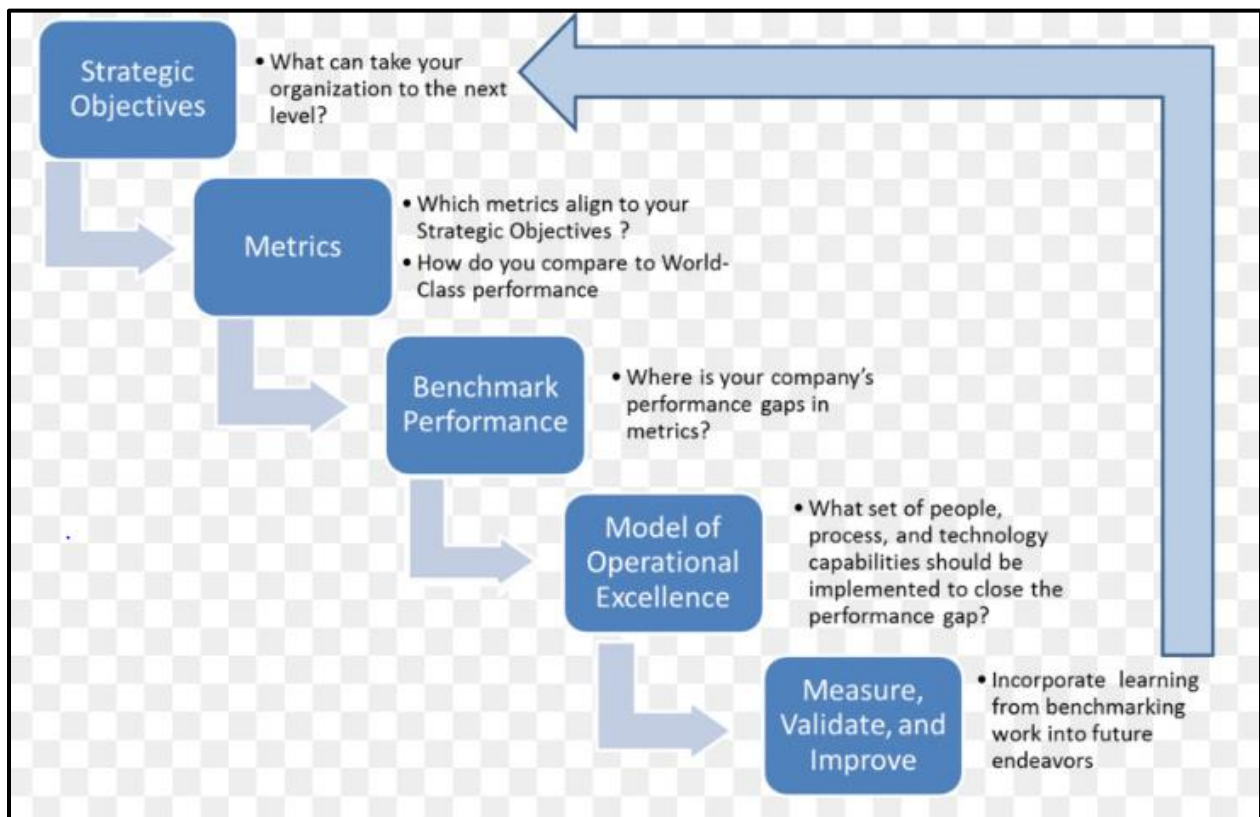 Strategic
Objectives
• What can take your
organization to the next
level?
Metrics
• Which metrics align to your
Strategic Objectives ?
• How do you compare to World-
Class performance
Benchmark
Performance
• Where is your company’s
performance gaps in
metrics?
Model of
Operational
Excellence
• What set of people,
process, and technology
capabilities should be
implemented to close the
performance gap?
Measure,
Validate, and
Improve
• Incorporate learning
from benchmarking
work into future
endeavors